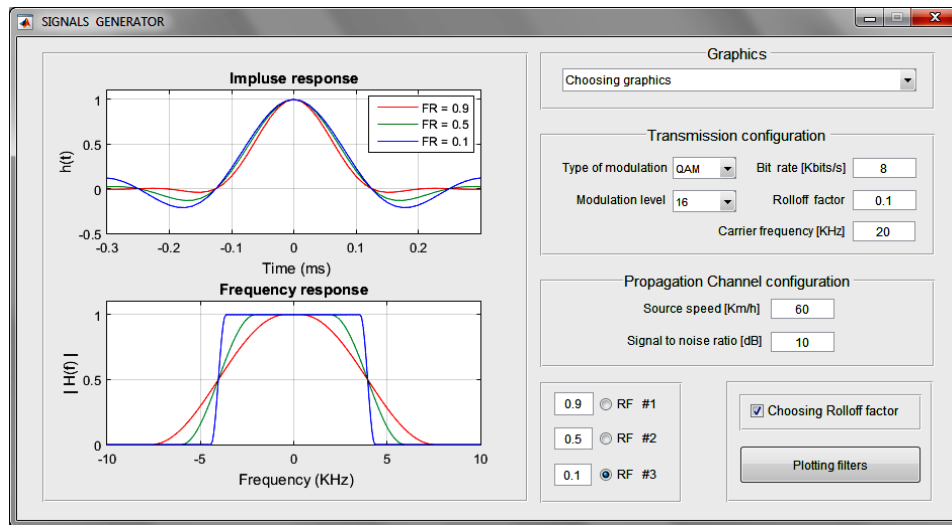 SIGNALS GENERATOR
Impluse response
1
0.5
0
-0.5
h(t)
FR = 0.9
FR = 0.5
FR = 0.1
-0.3 -0.2 -0.1 0 0.1 0.2
Time (ms)
Frequency response
1
0.5
0
| H(f) |
-10 -5 0 5 10
Frequency (KHz)
Graphics
Choosing graphics
Transmission configuration
Type of modulation QAM Bit rate [Kbits/s] 8
Modulation level 16 Rolloff factor 0.1
Carrier frequency [KHz] 20
Propagation Channel configuration
Source speed [Km/h] 60
Signal to noise ratio [dB] 10
0.9 RF #1
0.5 RF #2
0.1 RF #3
Choosing Rolloff factor
Plotting filters